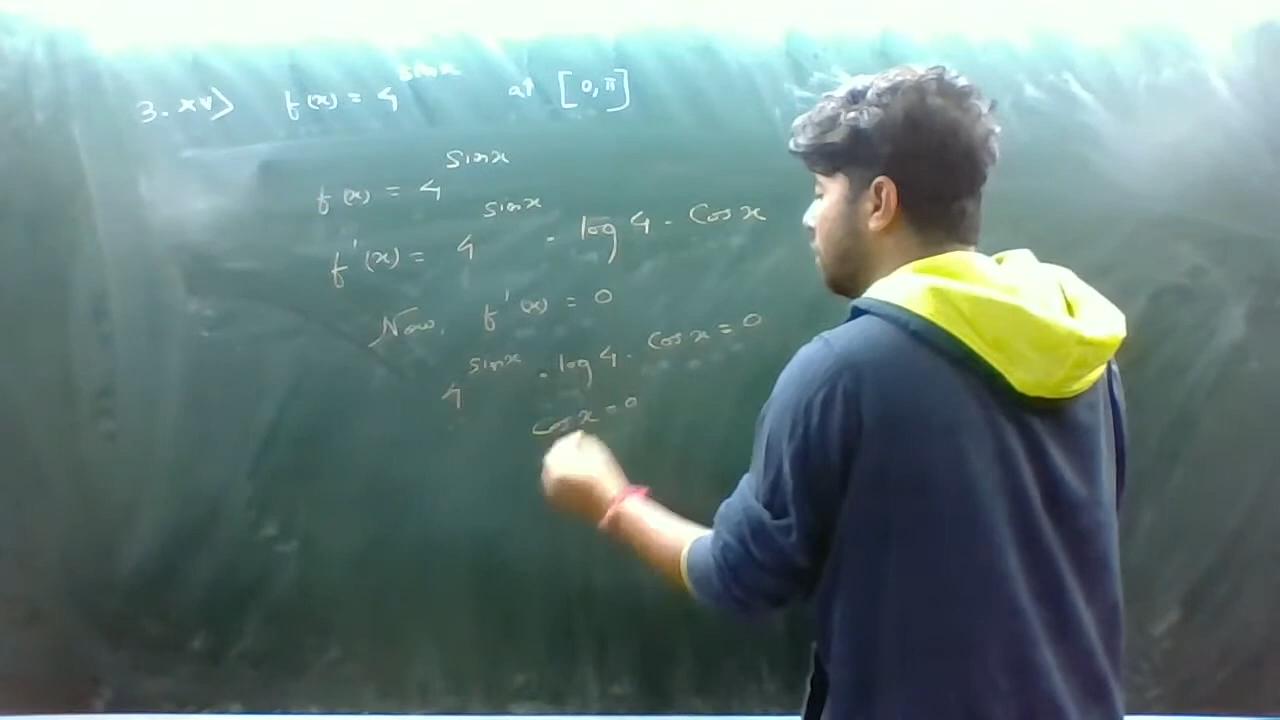 3. xv) f(x) = 4^sinx at [0, π]
f(x) = 4^sinx
f'(x) = 4^sinx . log 4 . Cos x
Now, f'(x) = 0
4^sinx . log 4 . Cos x = 0
Cos x = 0